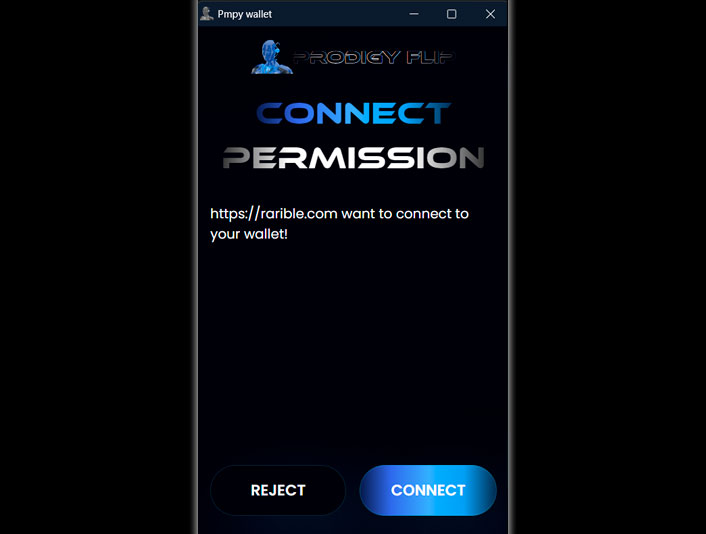 Pmpy wallet
PRODIGY FLIP
CONNECT
PERMISSION
https://rarible.com want to connect to
your wallet!
REJECT
CONNECT